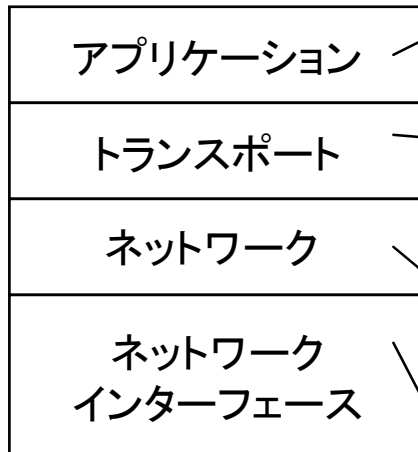 アプリケーション
トランスポート
ネットワーク
ネットワーク
インターフェース